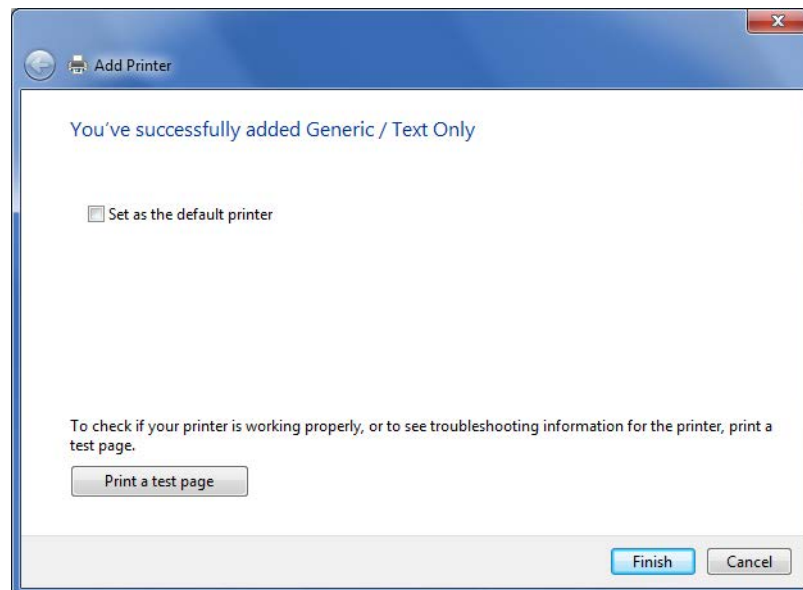 Add Printer
You've successfully added Generic / Text Only
Set as the default printer
To check if your printer is working properly, or to see troubleshooting information for the printer, print a
test page.
Print a test page
Finish Cancel